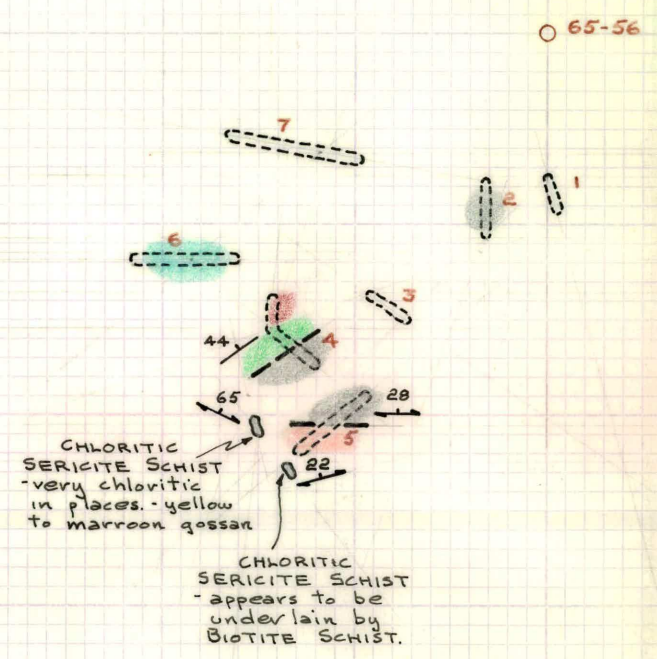 65-56
7
1
2
6
3
4
44
65
28
5
CHLORITIC
SERICITE SCHIST
-very chloritic
in places. - yellow
to marroon gossan
22
CHLORITIC
SERICITE SCHIST
- appears to be
underlain by
BIOTITE SCHIST.